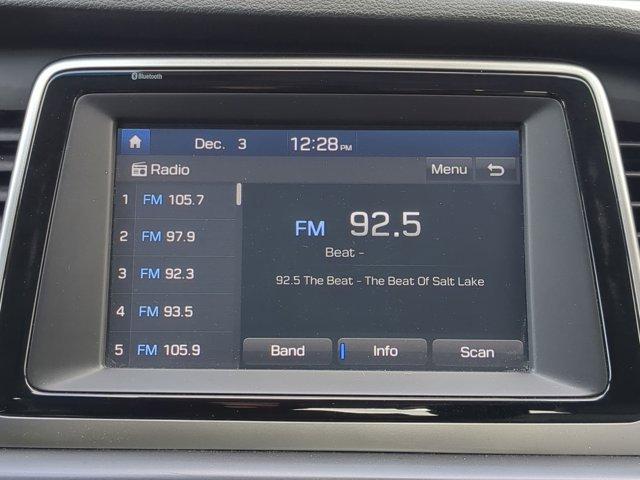 Bluetooth
Dec. 3 12:28 PM
Radio Menu
1 FM 105.7
2 FM 97.9
3 FM 92.3
4 FM 93.5
5 FM 105.9
FM 92.5
Beat -
92.5 The Beat - The Beat Of Salt Lake
Band Info Scan